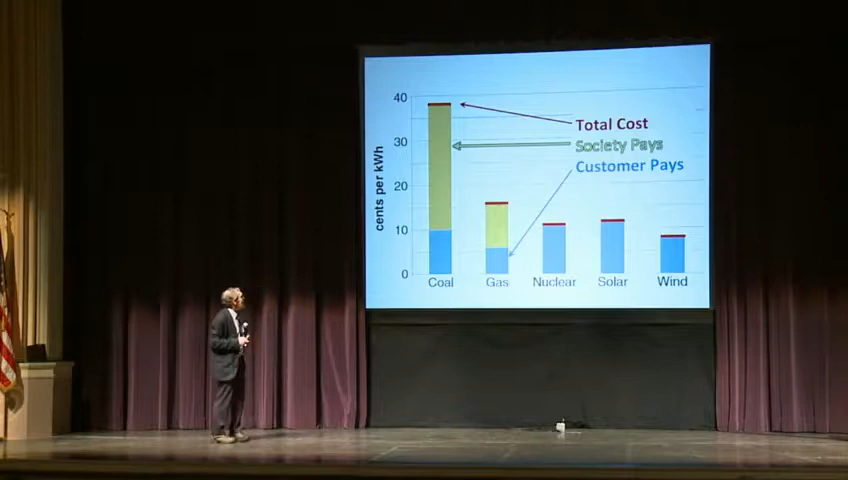 40
Total Cost
Society Pays
30
Customer Pays
cents per kWh
20
10
0
Coal Gas Nuclear Solar Wind